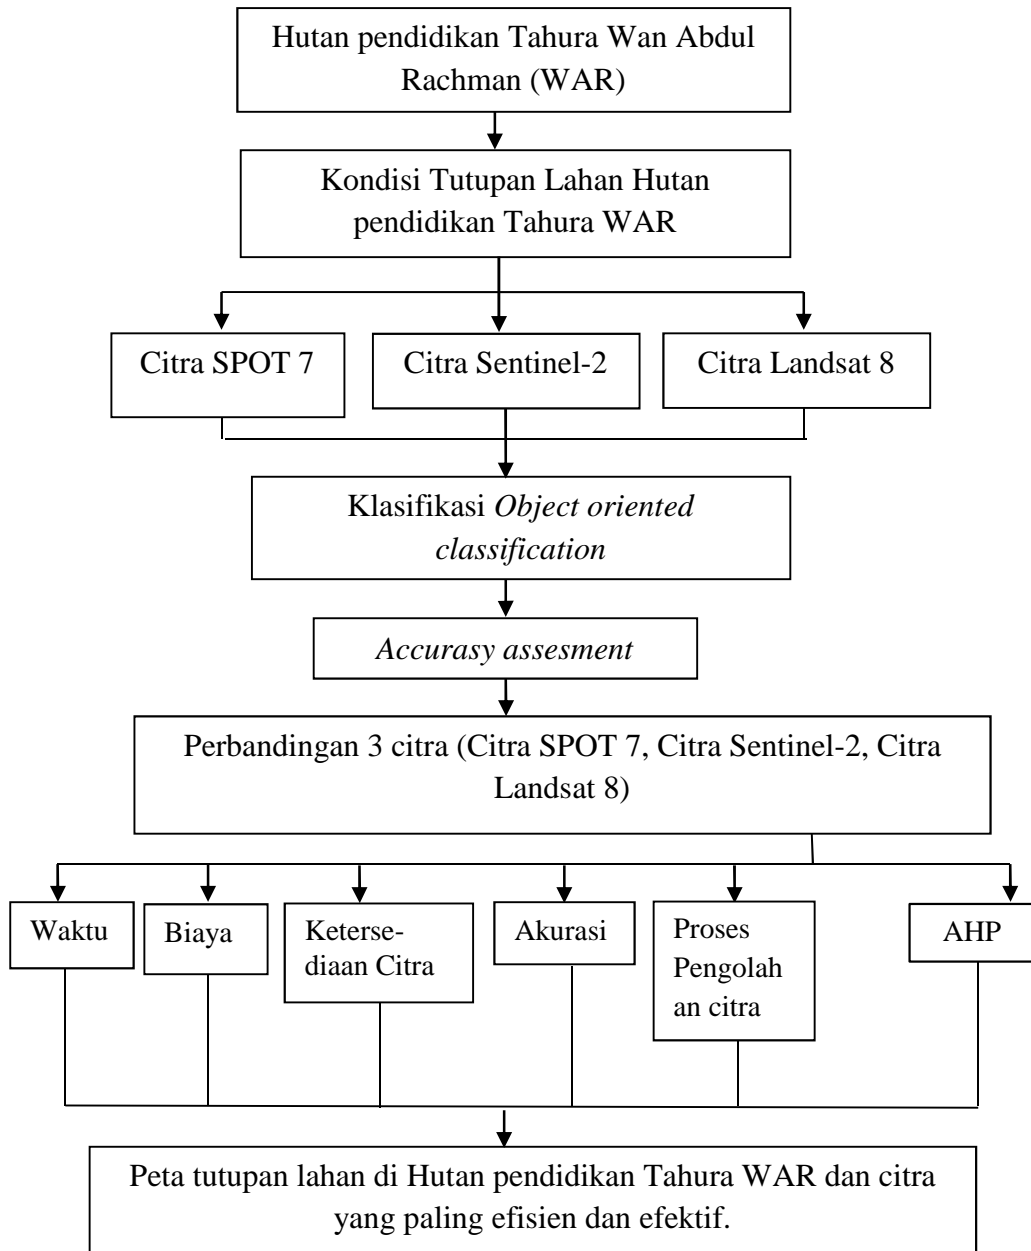 Hutan pendidikan Tahura Wan Abdul
Rachman (WAR)
Kondisi Tutupan Lahan Hutan
pendidikan Tahura WAR
Citra SPOT 7
Citra Sentinel-2
Citra Landsat 8
Klasifikasi Object oriented
classification
Accurasy assesment
Perbandingan 3 citra (Citra SPOT 7, Citra Sentinel-2, Citra
Landsat 8)
Waktu
Biaya
Keterse-
diaan Citra
Akurasi
Proses
Pengolah
an citra
AHP
Peta tutupan lahan di Hutan pendidikan Tahura WAR dan citra
yang paling efisien dan efektif.